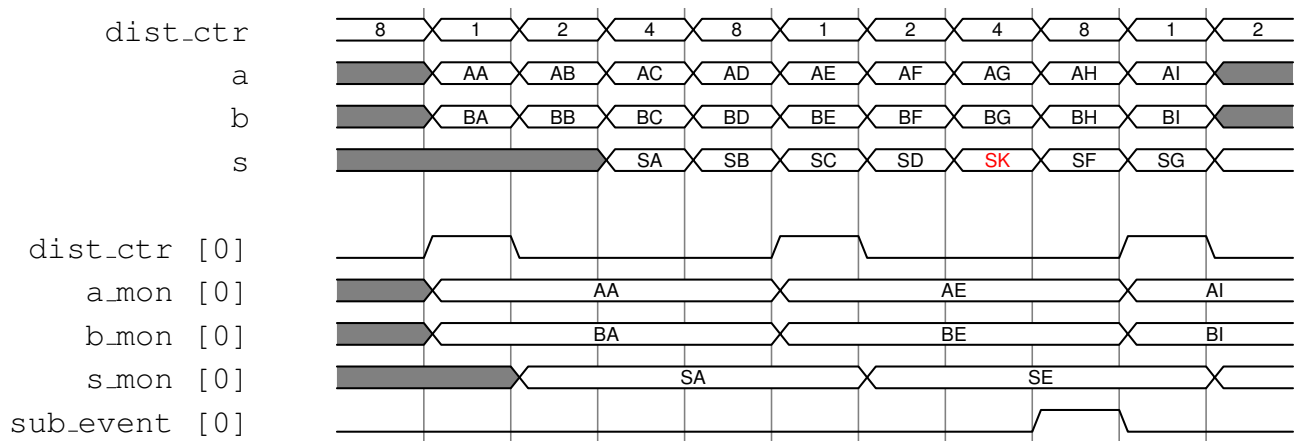 dist_ctr 8 1 2 4 8 1 2 4 8 1 2
a AA AB AC AD AE AF AG AH AI
b BA BB BC BD BE BF BG BH BI
s SA SB SC SD SK SF SG
dist_ctr [0]
a_mon [0] AA AE AI
b_mon [0] BA BE BI
s_mon [0] SA SE
sub_event [0]